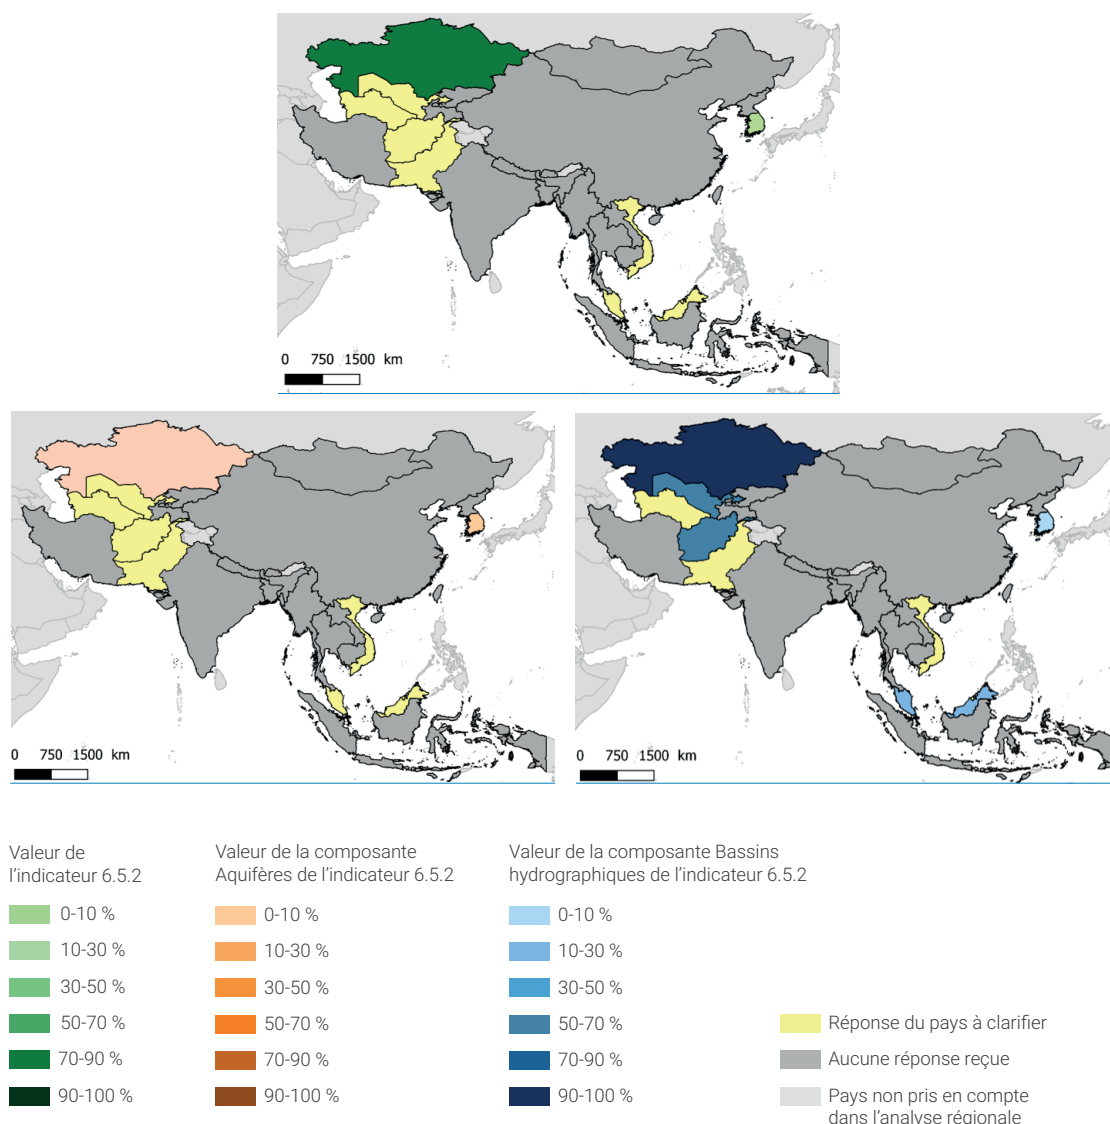 0 750 1500 km
0 750 1500 km
0 750 1500 km
Valeur de
l'indicateur 6.5.2
0-10 %
10-30 %
30-50 %
50-70 %
70-90 %
90-100 %
Valeur de la composante
Aquifères de l'indicateur 6.5.2
0-10 %
10-30 %
30-50 %
50-70 %
70-90 %
90-100 %
Valeur de la composante Bassins
hydrographiques de l'indicateur 6.5.2
0-10 %
10-30 %
30-50 %
50-70 %
70-90 %
90-100 %
Réponse du pays à clarifier
Aucune réponse reçue
Pays non pris en compte
dans l'analyse régionale